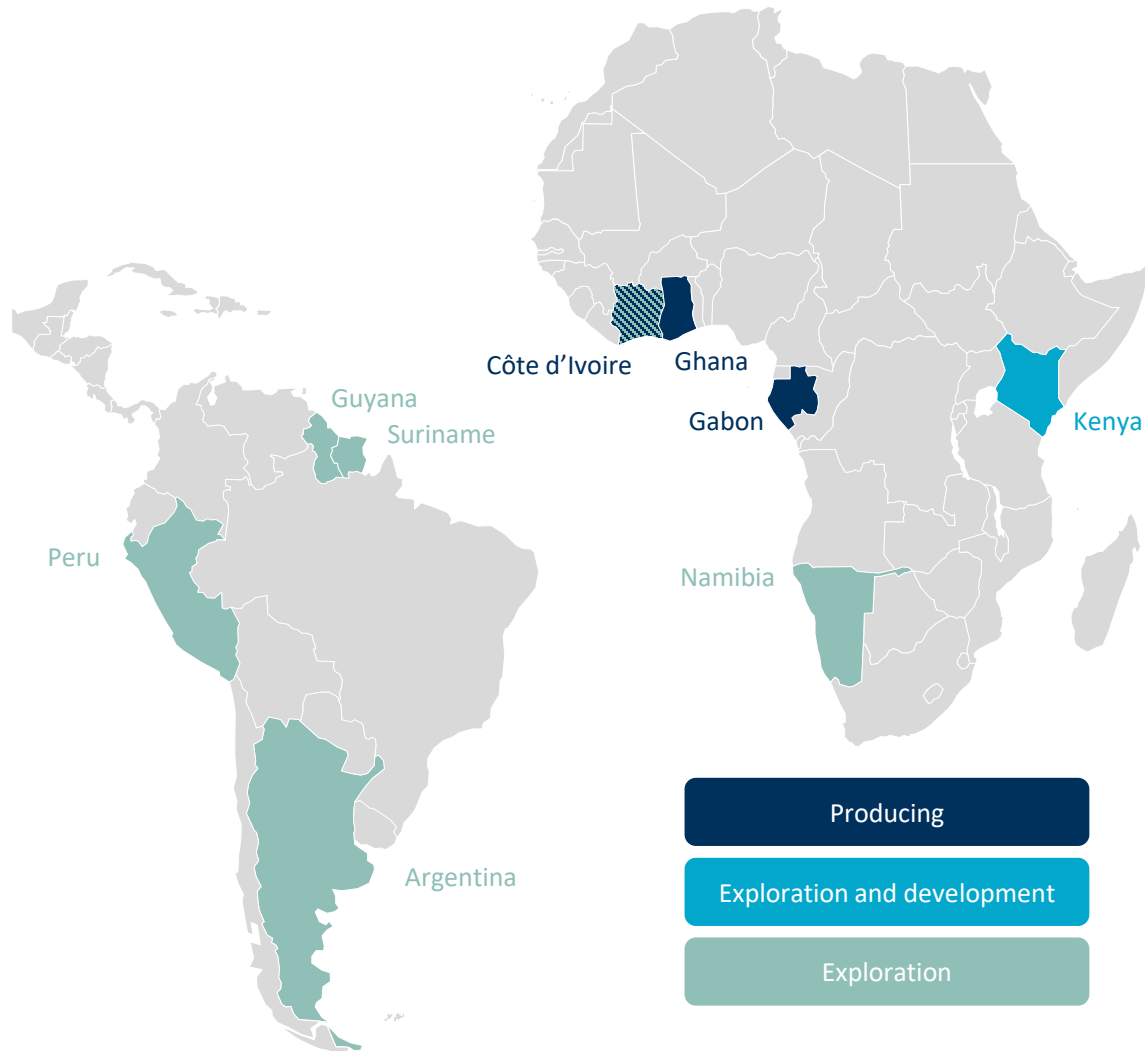 Côte d’Ivoire
Ghana
Guyana
Gabon
Kenya
Suriname
Peru
Namibia
Producing
Argentina
Exploration and development
Exploration